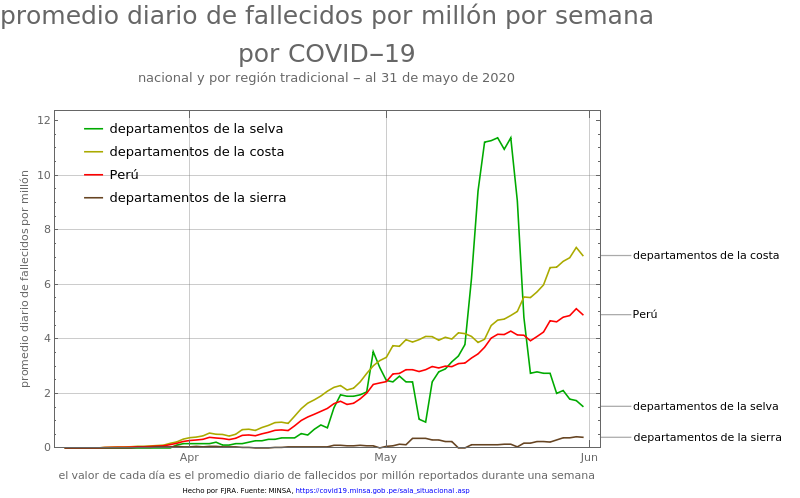 promedio diario de fallecidos por millón por semana
por COVID−19
nacional y por región tradicional − al 31 de mayo de 2020
promedio diario de fallecidos por millón
12
10
8
6
4
2
0
departamentos de la selva
departamentos de la costa
Perú
departamentos de la sierra
departamentos de la costa
Perú
departamentos de la selva
departamentos de la sierra
Apr
May
Jun
el valor de cada día es el promedio diario de fallecidos por millón reportados durante una semana
Hecho por FJRA. Fuente: MINSA, https://covid19.minsa.gob.pe/sala_situacional.asp